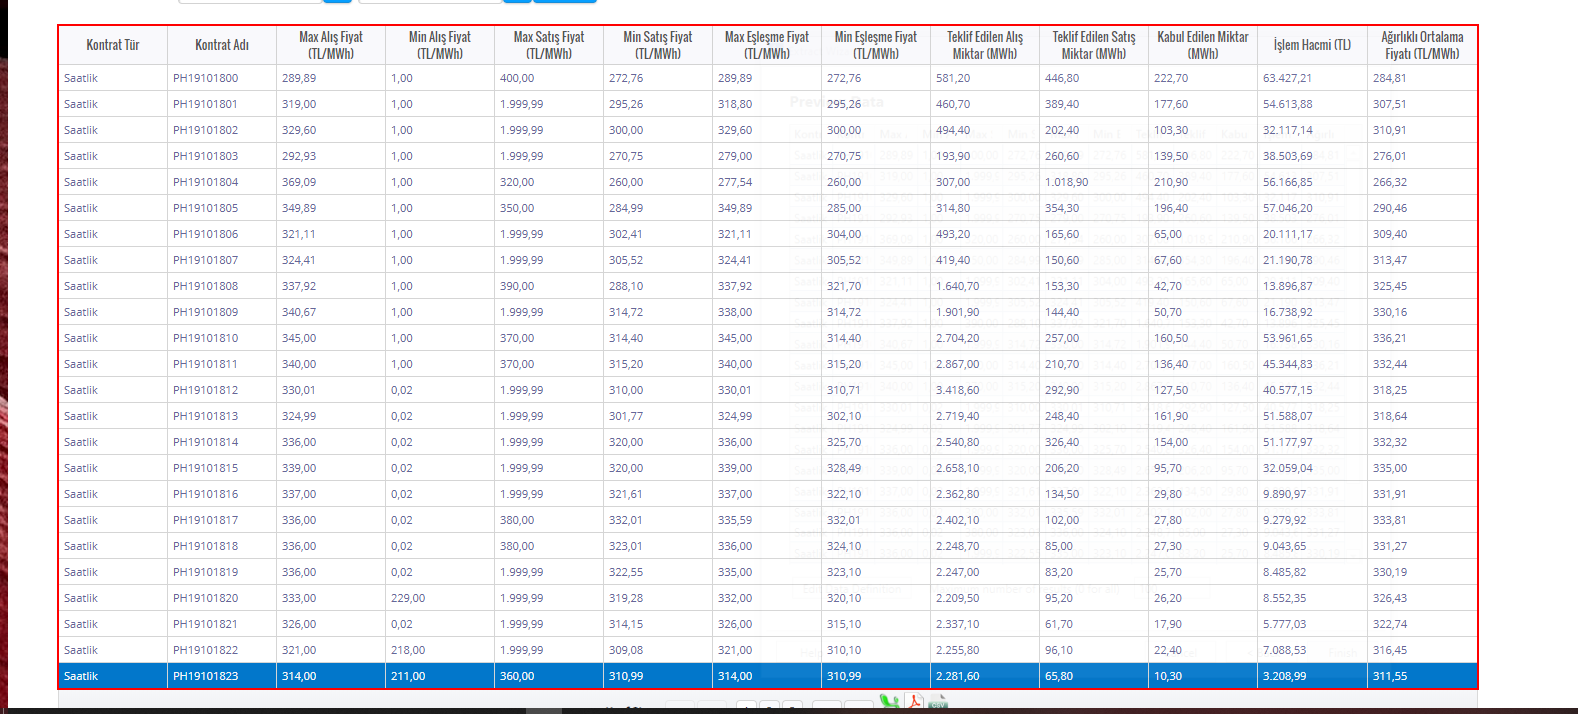 Kontrat Tür Kontrat Adı Max Alış Fiyat (TL/MWh) Min Alış Fiyat (TL/MWh) Max Satış Fiyat (TL/MWh) Min Satış Fiyat (TL/MWh) Max Eşleşme Fiyat (TL/MWh) Min Eşleşme Fiyat (TL/MWh) Teklif Edilen Alış Miktar (MWh) Teklif Edilen Satış Miktar (MWh) Kabul Edilen Miktar (MWh) İşlem Hacmi (TL) Ağırlıklı Ortalama Fiyatı (TL/MWh)
Saatlik PH19101800 289,89 1,00 400,00 272,76 289,89 272,76 581,20 446,80 222,70 63.427,21 284,81
Saatlik PH19101801 319,00 1,00 1.999,99 295,26 318,80 295,26 460,70 389,40 177,60 54.613,88 307,51
Saatlik PH19101802 329,60 1,00 1.999,99 300,00 329,60 300,00 494,40 202,40 103,30 32.117,14 310,91
Saatlik PH19101803 292,93 1,00 1.999,99 270,75 279,00 270,75 193,90 260,60 139,50 38.503,69 276,01
Saatlik PH19101804 369,09 1,00 320,00 260,00 277,54 260,00 307,00 1.018,90 210,90 56.166,85 266,32
Saatlik PH19101805 349,89 1,00 350,00 284,99 349,89 285,00 314,80 354,30 196,40 57.046,20 290,46
Saatlik PH19101806 321,11 1,00 1.999,99 302,41 321,11 304,00 493,20 165,60 65,00 20.111,17 309,40
Saatlik PH19101807 324,41 1,00 1.999,99 305,52 324,41 305,52 419,40 150,60 67,60 21.190,78 313,47
Saatlik PH19101808 337,92 1,00 390,00 288,10 337,92 321,70 1.640,70 153,30 42,70 13.896,87 325,45
Saatlik PH19101809 340,67 1,00 1.999,99 314,72 338,00 314,72 1.901,90 144,40 50,70 16.738,92 330,16
Saatlik PH19101810 345,00 1,00 370,00 314,40 345,00 314,40 2.704,20 257,00 160,50 53.961,65 336,21
Saatlik PH19101811 340,00 1,00 370,00 315,20 340,00 315,20 2.867,00 210,70 136,40 45.344,83 332,44
Saatlik PH19101812 330,01 0,02 1.999,99 310,00 330,01 310,71 3.418,60 292,90 127,50 40.577,15 318,25
Saatlik PH19101813 324,99 0,02 1.999,99 301,77 324,99 302,10 2.719,40 248,40 161,90 51.588,07 318,64
Saatlik PH19101814 336,00 0,02 1.999,99 320,00 336,00 325,70 2.540,80 326,40 154,00 51.177,97 332,32
Saatlik PH19101815 339,00 0,02 1.999,99 320,00 339,00 328,49 2.658,10 206,20 95,70 32.059,04 335,00
Saatlik PH19101816 337,00 0,02 1.999,99 321,61 337,00 322,10 2.362,80 134,50 29,80 9.890,97 331,91
Saatlik PH19101817 336,00 0,02 380,00 332,01 335,59 332,01 2.402,10 102,00 27,80 9.279,92 333,81
Saatlik PH19101818 336,00 0,02 380,00 323,01 336,00 324,10 2.248,70 85,00 27,30 9.043,65 331,27
Saatlik PH19101819 336,00 0,02 1.999,99 322,55 335,00 323,10 2.247,00 83,20 25,70 8.485,82 330,19
Saatlik PH19101820 333,00 229,00 1.999,99 319,28 332,00 320,10 2.209,50 95,20 26,20 8.552,35 326,43
Saatlik PH19101821 326,00 0,02 1.999,99 314,15 326,00 315,10 2.337,10 61,70 17,90 5.777,03 322,74
Saatlik PH19101822 321,00 218,00 1.999,99 309,08 321,00 310,10 2.255,80 96,10 22,40 7.088,53 316,45
Saatlik PH19101823 314,00 211,00 360,00 310,99 314,00 310,99 2.281,60 65,80 10,30 3.208,99 311,55